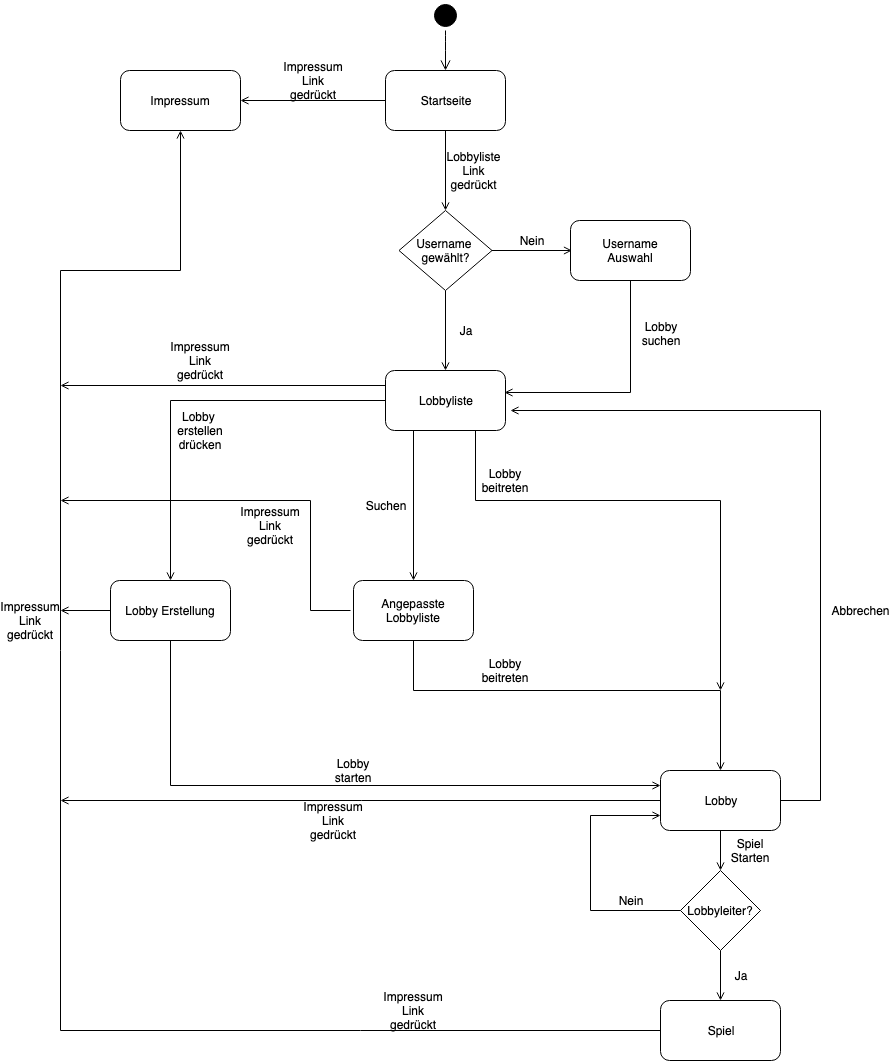 Impressum
Link
gedrückt
Impressum
Startseite
Lobbyliste
Link
gedrückt
Username
gewählt?
Nein
Username
Auswahl
Ja
Lobby
suchen
Impressum
Link
gedrückt
Lobbyliste
Lobby
erstellen
drücken
Lobby
beitreten
Suchen
Impressum
Link
gedrückt
Impressum
Link
gedrückt
Lobby Erstellung
Angepasste
Lobbyliste
Abbrechen
Lobby
beitreten
Lobby
starten
Impressum
Link
gedrückt
Lobby
Spiel
Starten
Nein
Lobbyleiter?
Ja
Impressum
Link
gedrückt
Spiel